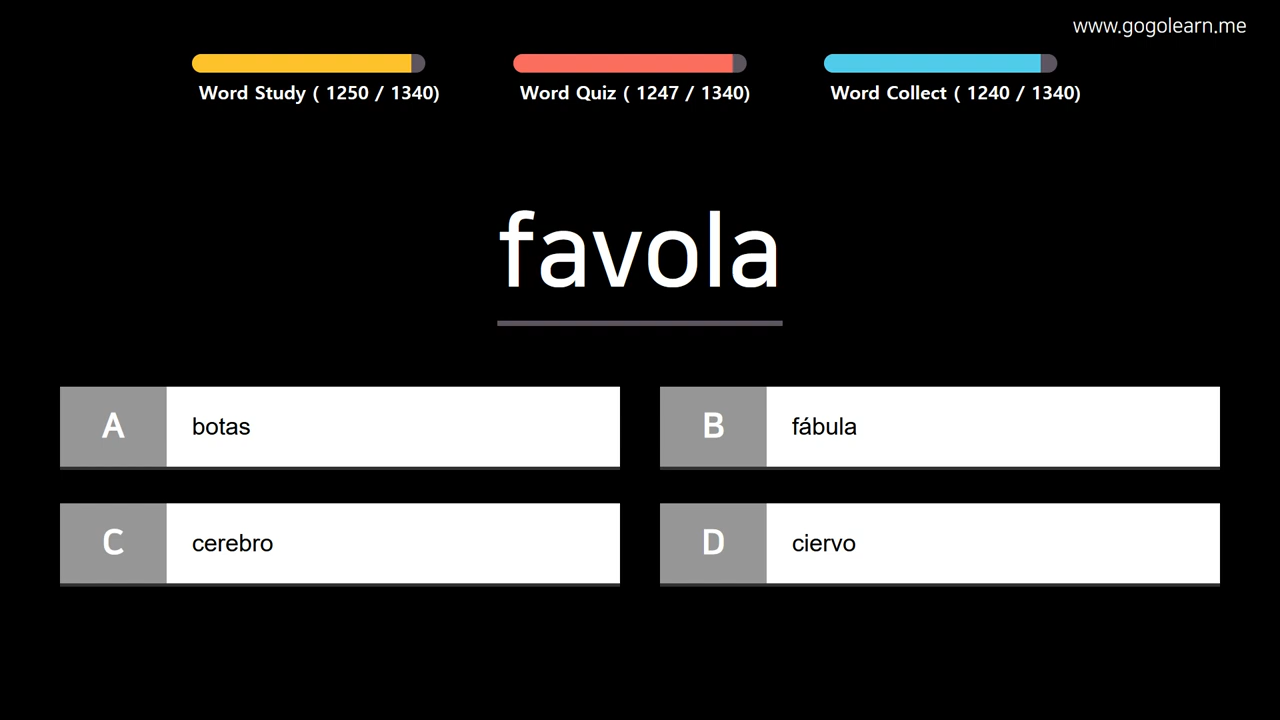 www.gogolearn.me
Word Study ( 1250 / 1340)
Word Quiz ( 1247 / 1340)
Word Collect ( 1240 / 1340)
favola
A botas
B fábula
C cerebro
D ciervo